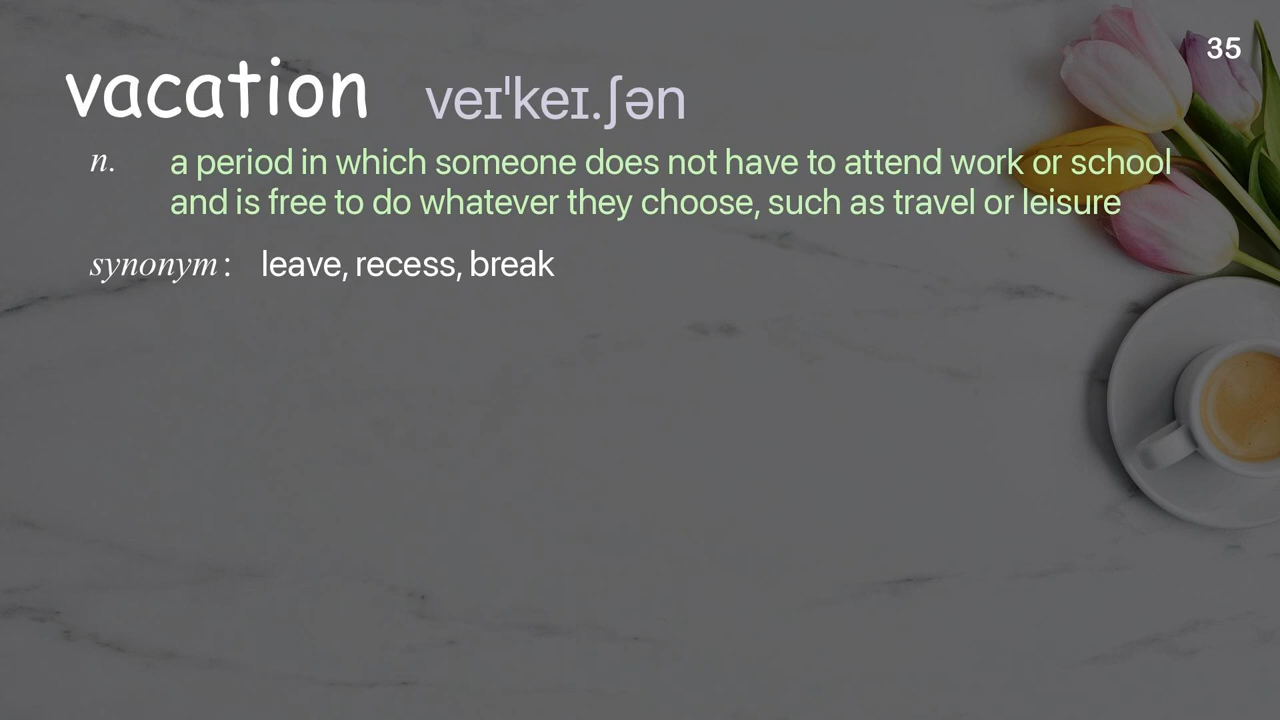 35
vacation veɪˈkeɪ.ʃən
n. a period in which someone does not have to attend work or school
and is free to do whatever they choose, such as travel or leisure
synonym : leave, recess, break